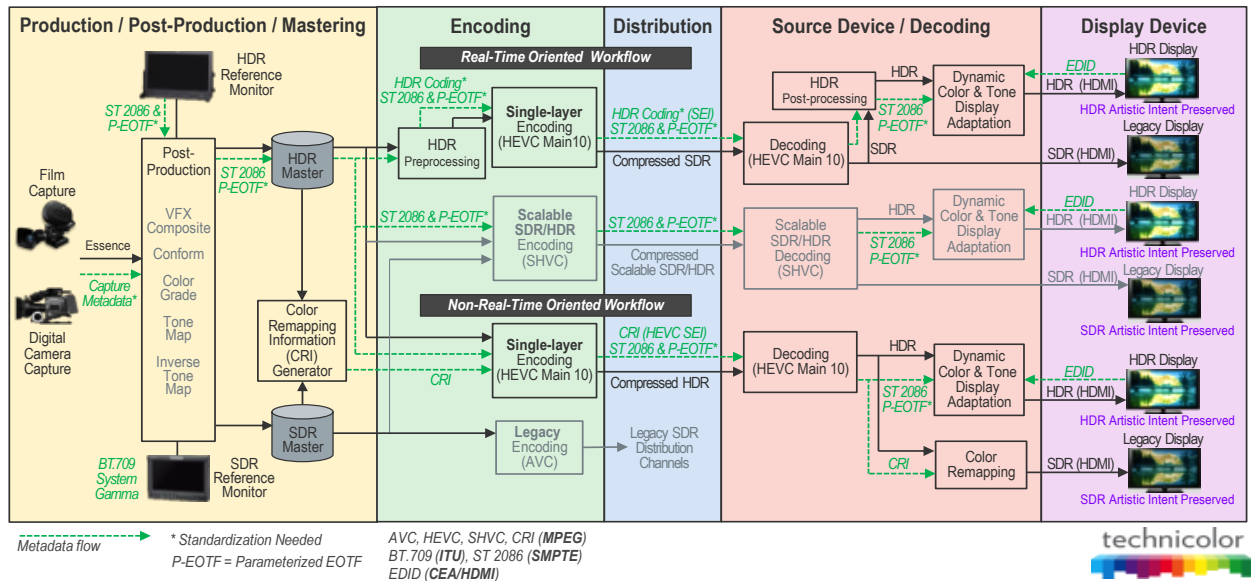 Production / Post-Production / Mastering
HDR
Reference
Monitor
ST 2086 &
P-EOTF*
Post-
Production
VFX
Composite
Conform
Color
Grade
Tone
Map
Inverse
Tone
Map
Film
Capture
Essence
Capture
Metadata*
Digital
Camera
Capture
ST 2086
P-EOTF*
HDR
Master
Color
Remapping
Information
(CRI)
Generator
SDR
Master
BT.709
System
Gamma
SDR
Reference
Monitor
Encoding
Distribution
Real-Time Oriented Workflow
HDR Coding*
ST 2086 & P-EOTF*
HDR
Preprocessing
Single-layer
Encoding
(HEVC Main10)
HDR Coding* (SEI)
ST 2086 & P-EOTF*
Compressed SDR
ST 2086 & P-EOTF*
Scalable
SDR/HDR
Encoding
(SHVC)
ST 2086 & P-EOTF*
Compressed
Scalable SDR/HDR
Non-Real-Time Oriented Workflow
CRI
Single-layer
Encoding
(HEVC Main 10)
CRI (HEVC SEI)
ST 2086 & P-EOTF*
Compressed HDR
Legacy
Encoding
(AVC)
Legacy SDR
Distribution
Channels
Source Device / Decoding
HDR
Post-processing
HDR
ST 2086
P-EOTF*
Dynamic
Color & Tone
Display
Adaptation
Decoding
(HEVC Main 10)
SDR
Scalable
SDR/HDR
Decoding
(SHVC)
HDR
ST 2086
P-EOTF*
Dynamic
Color & Tone
Display
Adaptation
Decoding
(HEVC Main 10)
HDR
ST 2086
P-EOTF*
Dynamic
Color & Tone
Display
Adaptation
CRI
Color
Remapping
Display Device
HDR Display
EDID
HDR (HDMI)
HDR Artistic Intent Preserved
Legacy Display
SDR (HDMI)
HDR Display
EDID
HDR (HDMI)
HDR Artistic Intent Preserved
Legacy Display
SDR (HDMI)
SDR Artistic Intent Preserved
HDR Display
EDID
HDR (HDMI)
HDR Artistic Intent Preserved
Legacy Display
SDR (HDMI)
SDR Artistic Intent Preserved
Metadata flow
* Standardization Needed
P-EOTF = Parameterized EOTF
AVC, HEVC, SHVC, CRI (MPEG)
BT.709 (ITU), ST 2086 (SMPTE)
EDID (CEA/HDMI)
technicolor